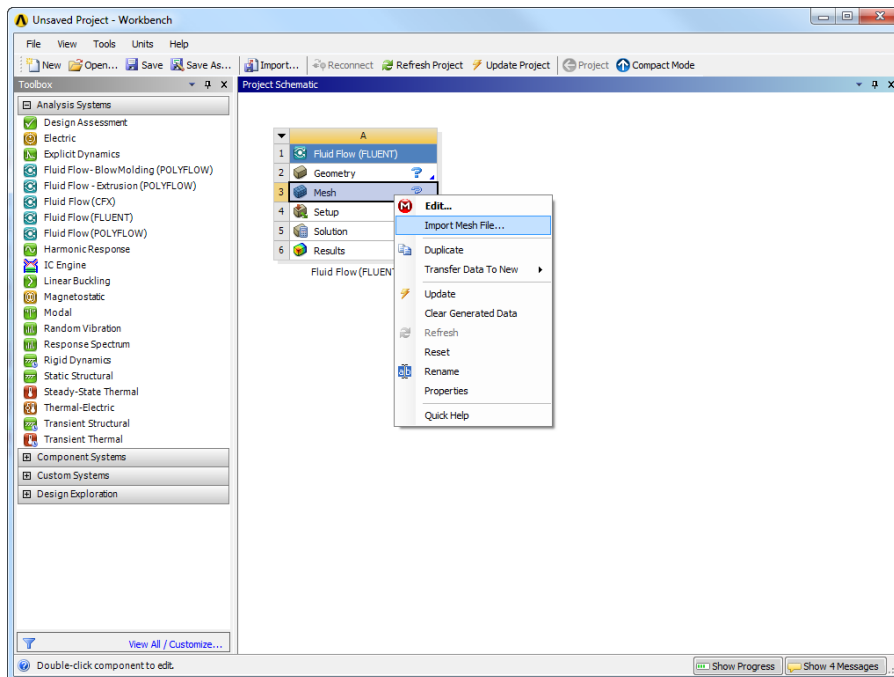 Unsaved Project - Workbench
File View Tools Units Help
New Open... Save Save As... Import... Reconnect Refresh Project Update Project Project Compact Mode
Toolbox
Project Schematic
Analysis Systems
Design Assessment
Electric
Explicit Dynamics
Fluid Flow- BlowMolding (POLYFLOW)
Fluid Flow - Extrusion (POLYFLOW)
Fluid Flow (CFX)
Fluid Flow (FLUENT)
Fluid Flow (POLYFLOW)
Harmonic Response
IC Engine
Linear Buckling
Magnetostatic
Modal
Random Vibration
Response Spectrum
Rigid Dynamics
Static Structural
Steady-State Thermal
Thermal-Electric
Transient Structural
Transient Thermal
Component Systems
Custom Systems
Design Exploration
View All / Customize...
A
1 Fluid Flow (FLUENT)
2 Geometry ?
3 Mesh ?
4 Setup
5 Solution
6 Results
Fluid Flow (FLUEN
Edit...
Import Mesh File...
Duplicate
Transfer Data To New
Update
Clear Generated Data
Refresh
Reset
Rename
Properties
Quick Help
Double-click component to edit.
Show Progress
Show 4 Messages